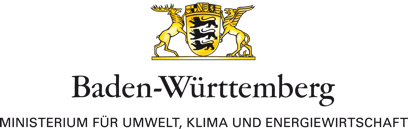 Baden-Württemberg
MINISTERIUM FÜR UMWELT, KLIMA UND ENERGIEWIRTSCHAFT